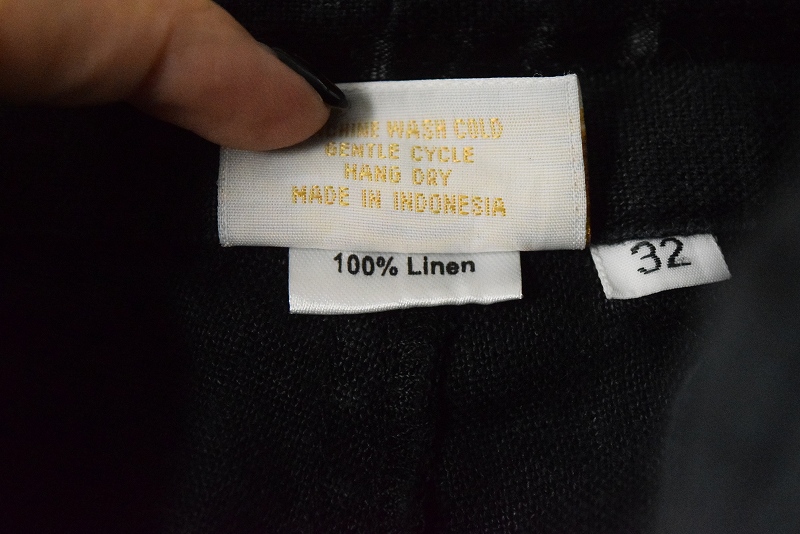 WASH COLD
GENTLE CYCLE
HANG DRY
MADE IN INDONESIA
100% Linen
32